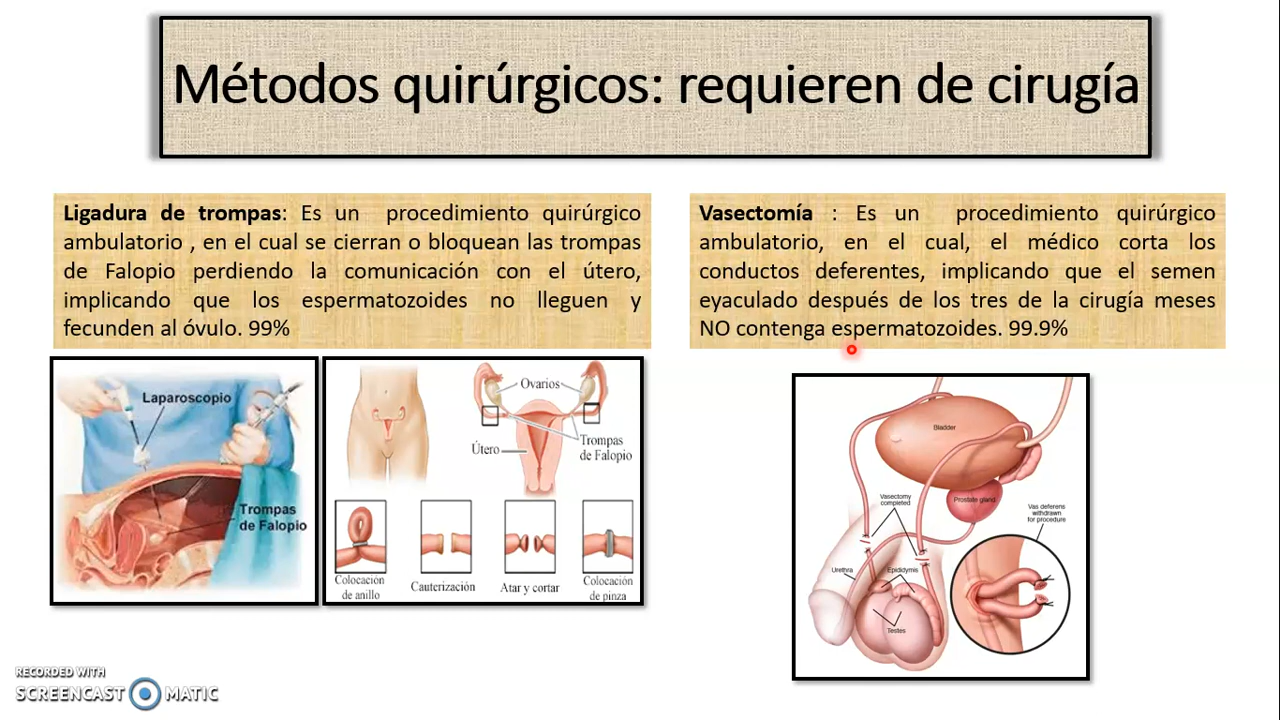 Métodos quirúrgicos: requieren de cirugía
Ligadura de trompas: Es un procedimiento quirúrgico
ambulatorio , en el cual se cierran o bloquean las trompas
de Falopio perdiendo la comunicación con el útero,
implicando que los espermatozoides no lleguen y
fecunden al óvulo. 99%
Vasectomía : Es un procedimiento quirúrgico
ambulatorio, en el cual, el médico corta los
conductos deferentes, implicando que el semen
eyaculado después de los tres de la cirugía meses
NO contenga espermatozoides. 99.9%
Laparoscopio
Trompas
de Falopio
Ovarios
Útero
Trompas
de Falopio
Colocación
de anillo
Cauterización
Atar y cortar
Colocación
de pinza
Bladder
Prostate gland
Vasectomy
completed
Vas deferens
withdrawn
for procedure
Urethra
Epididymis
Testes
RECORDED WITH
SCREENCAST MATIC